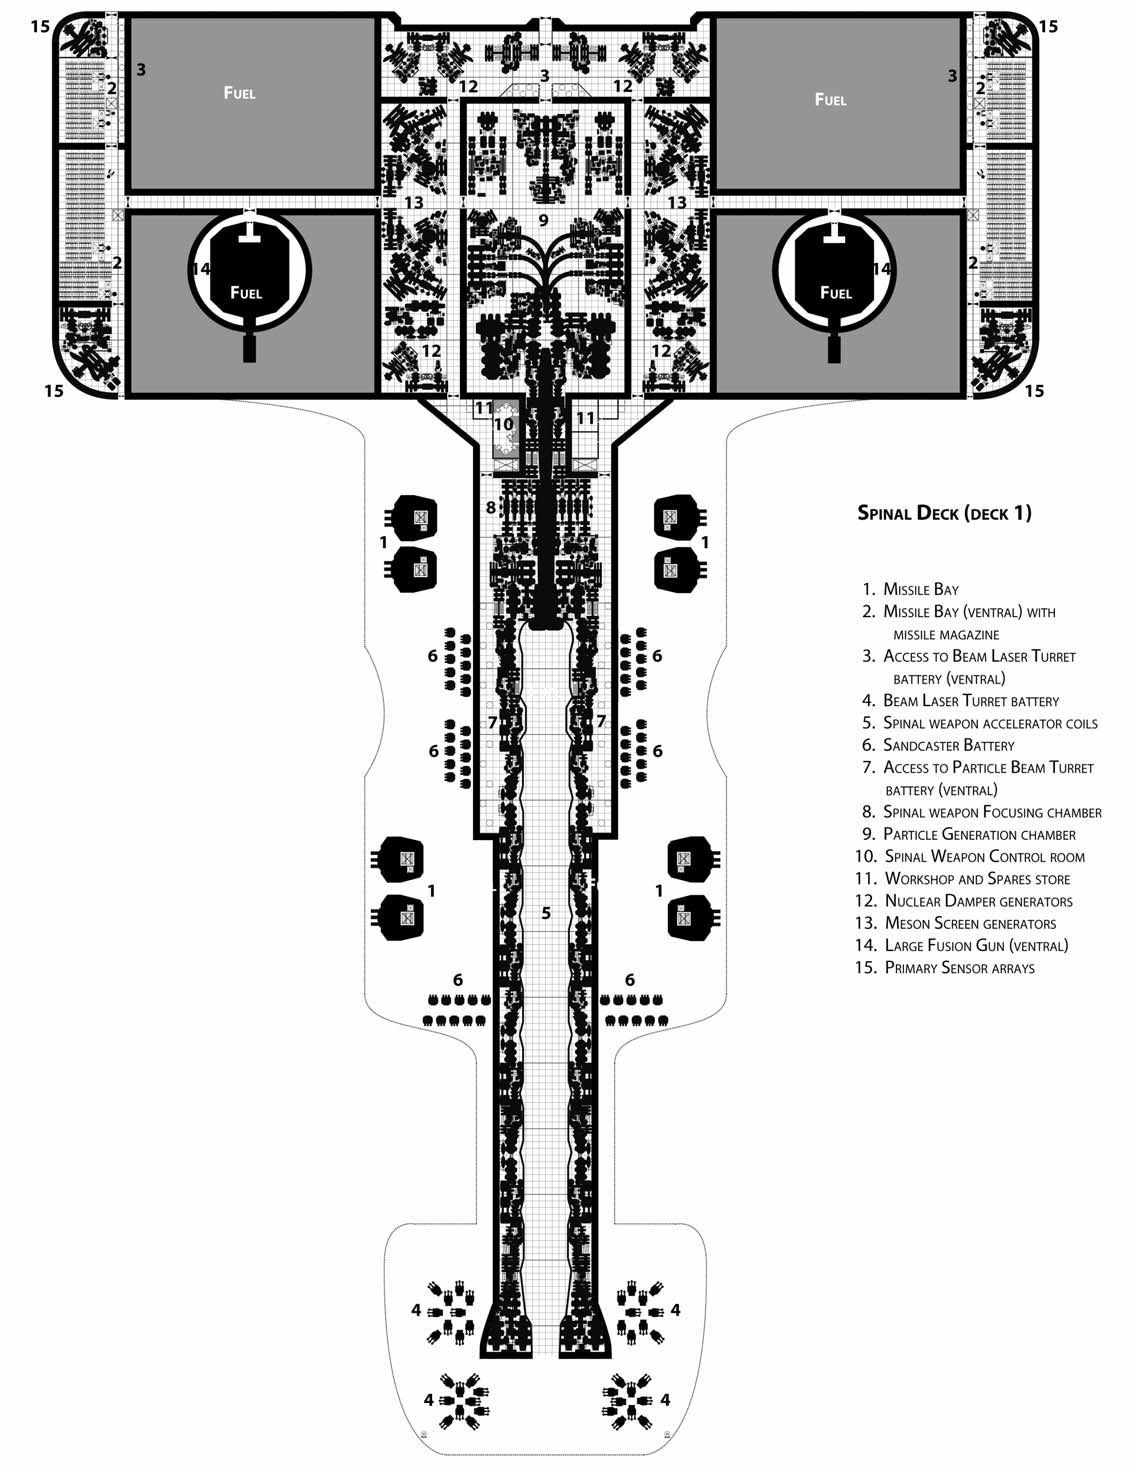 15
15
3
Fuel
2
12
3
12
Fuel
3
2
13
9
13
14
Fuel
2
12
12
14
Fuel
2
15
15
11
10
11
8
1
1
6
6
7
7
6
6
1
1
5
6
6
4
4
4
4
Spinal Deck (deck 1)
1. Missile Bay
2. Missile Bay (ventral) with
missile magazine
3. Access to Beam Laser Turret
battery (ventral)
4. Beam Laser Turret battery
5. Spinal weapon accelerator coils
6. Sandcaster Battery
7. Access to Particle Beam Turret
battery (ventral)
8. Spinal weapon Focusing chamber
9. Particle Generation chamber
10. Spinal Weapon Control room
11. Workshop and Spares store
12. Nuclear Damper generators
13. Meson Screen generators
14. Large Fusion Gun (ventral)
15. Primary Sensor arrays